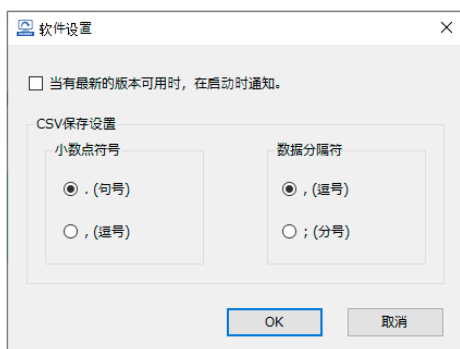 软件设置
当有最新的版本可用时，在启动时通知。
CSV保存设置
小数点符号
. (句号)
, (逗号)
数据分隔符
, (逗号)
; (分号)
OK
取消